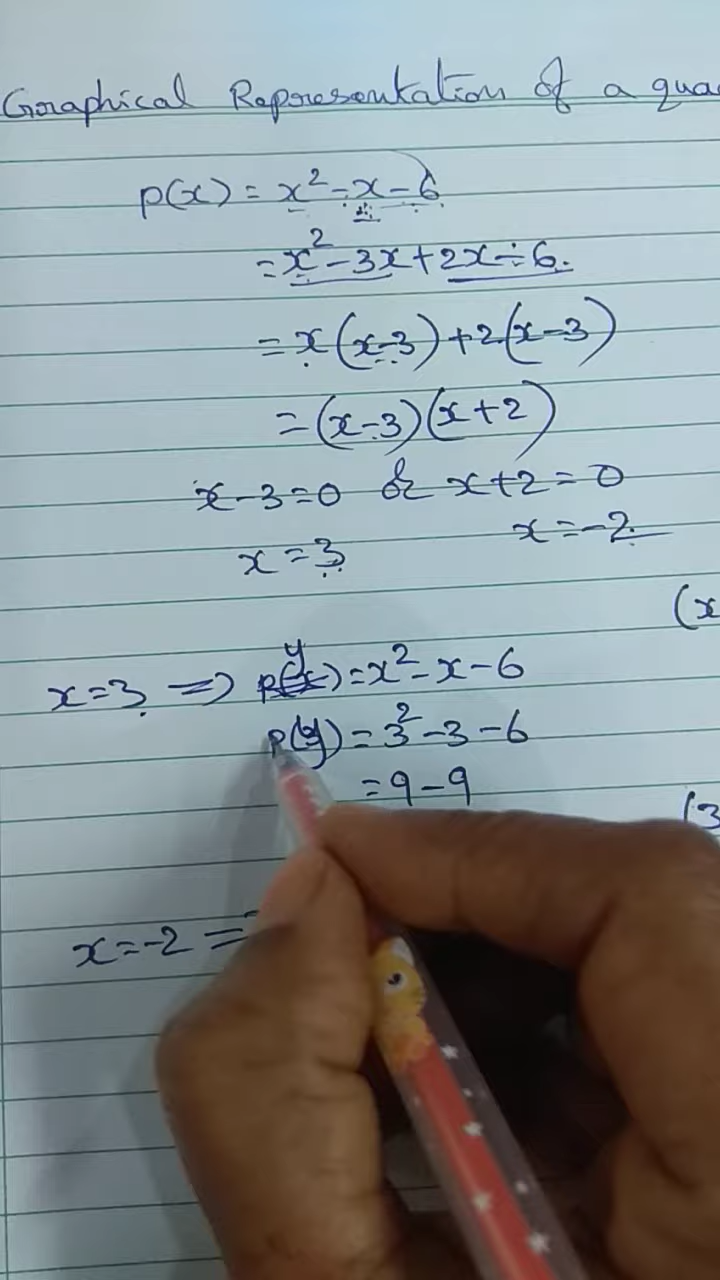 Graphical Representation of a qua
p(x) = x² - x - 6
= x² - 3x + 2x - 6.
= x(x-3) + 2(x-3)
= (x-3)(x+2)
x-3=0 or x+2=0
x=3 x=-2
(x
y
x=3 => p(x) = x² - x - 6
p(y) = 3² - 3 - 6
= 9 - 9
(3
x=-2 =